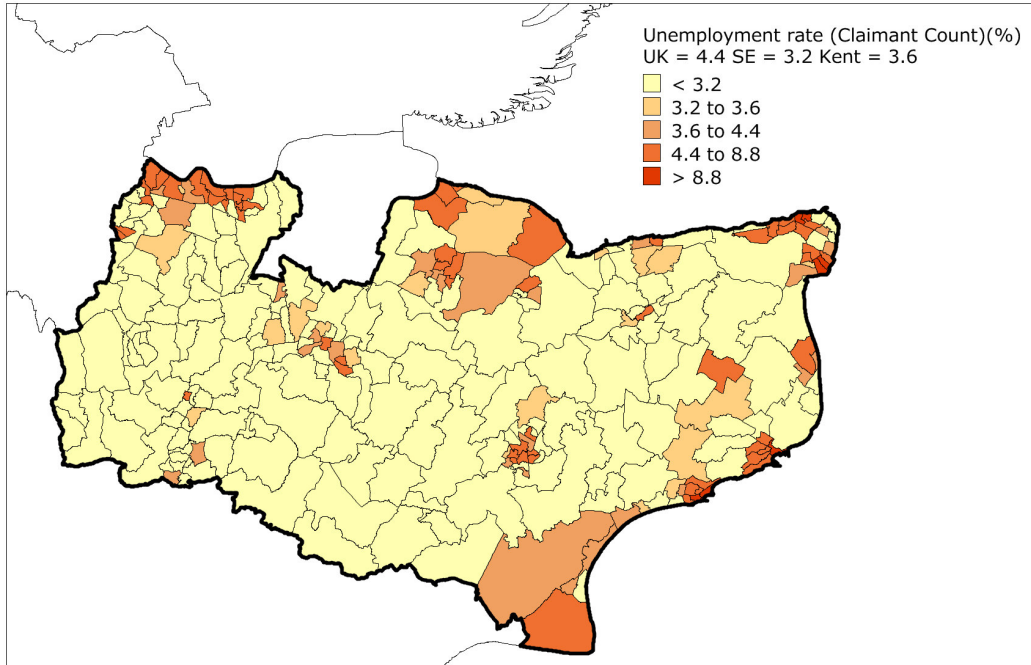 Unemployment rate (Claimant Count)(%)
UK = 4.4 SE = 3.2 Kent = 3.6
< 3.2
3.2 to 3.6
3.6 to 4.4
4.4 to 8.8
> 8.8